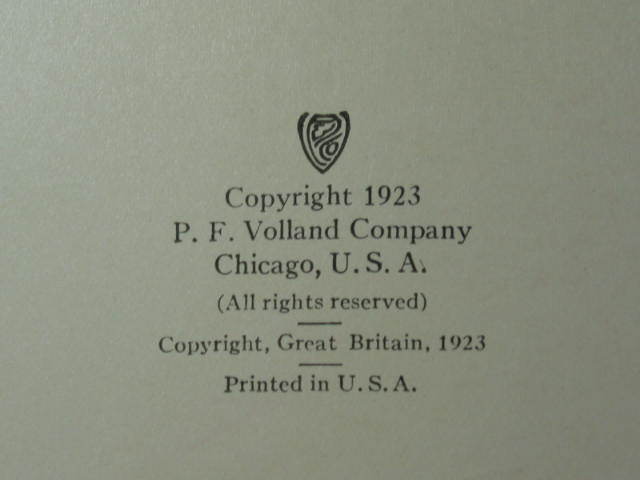 Copyright 1923
P. F. Volland Company
Chicago, U. S. A.
(All rights reserved)
Copyright, Great Britain, 1923
Printed in U. S. A.